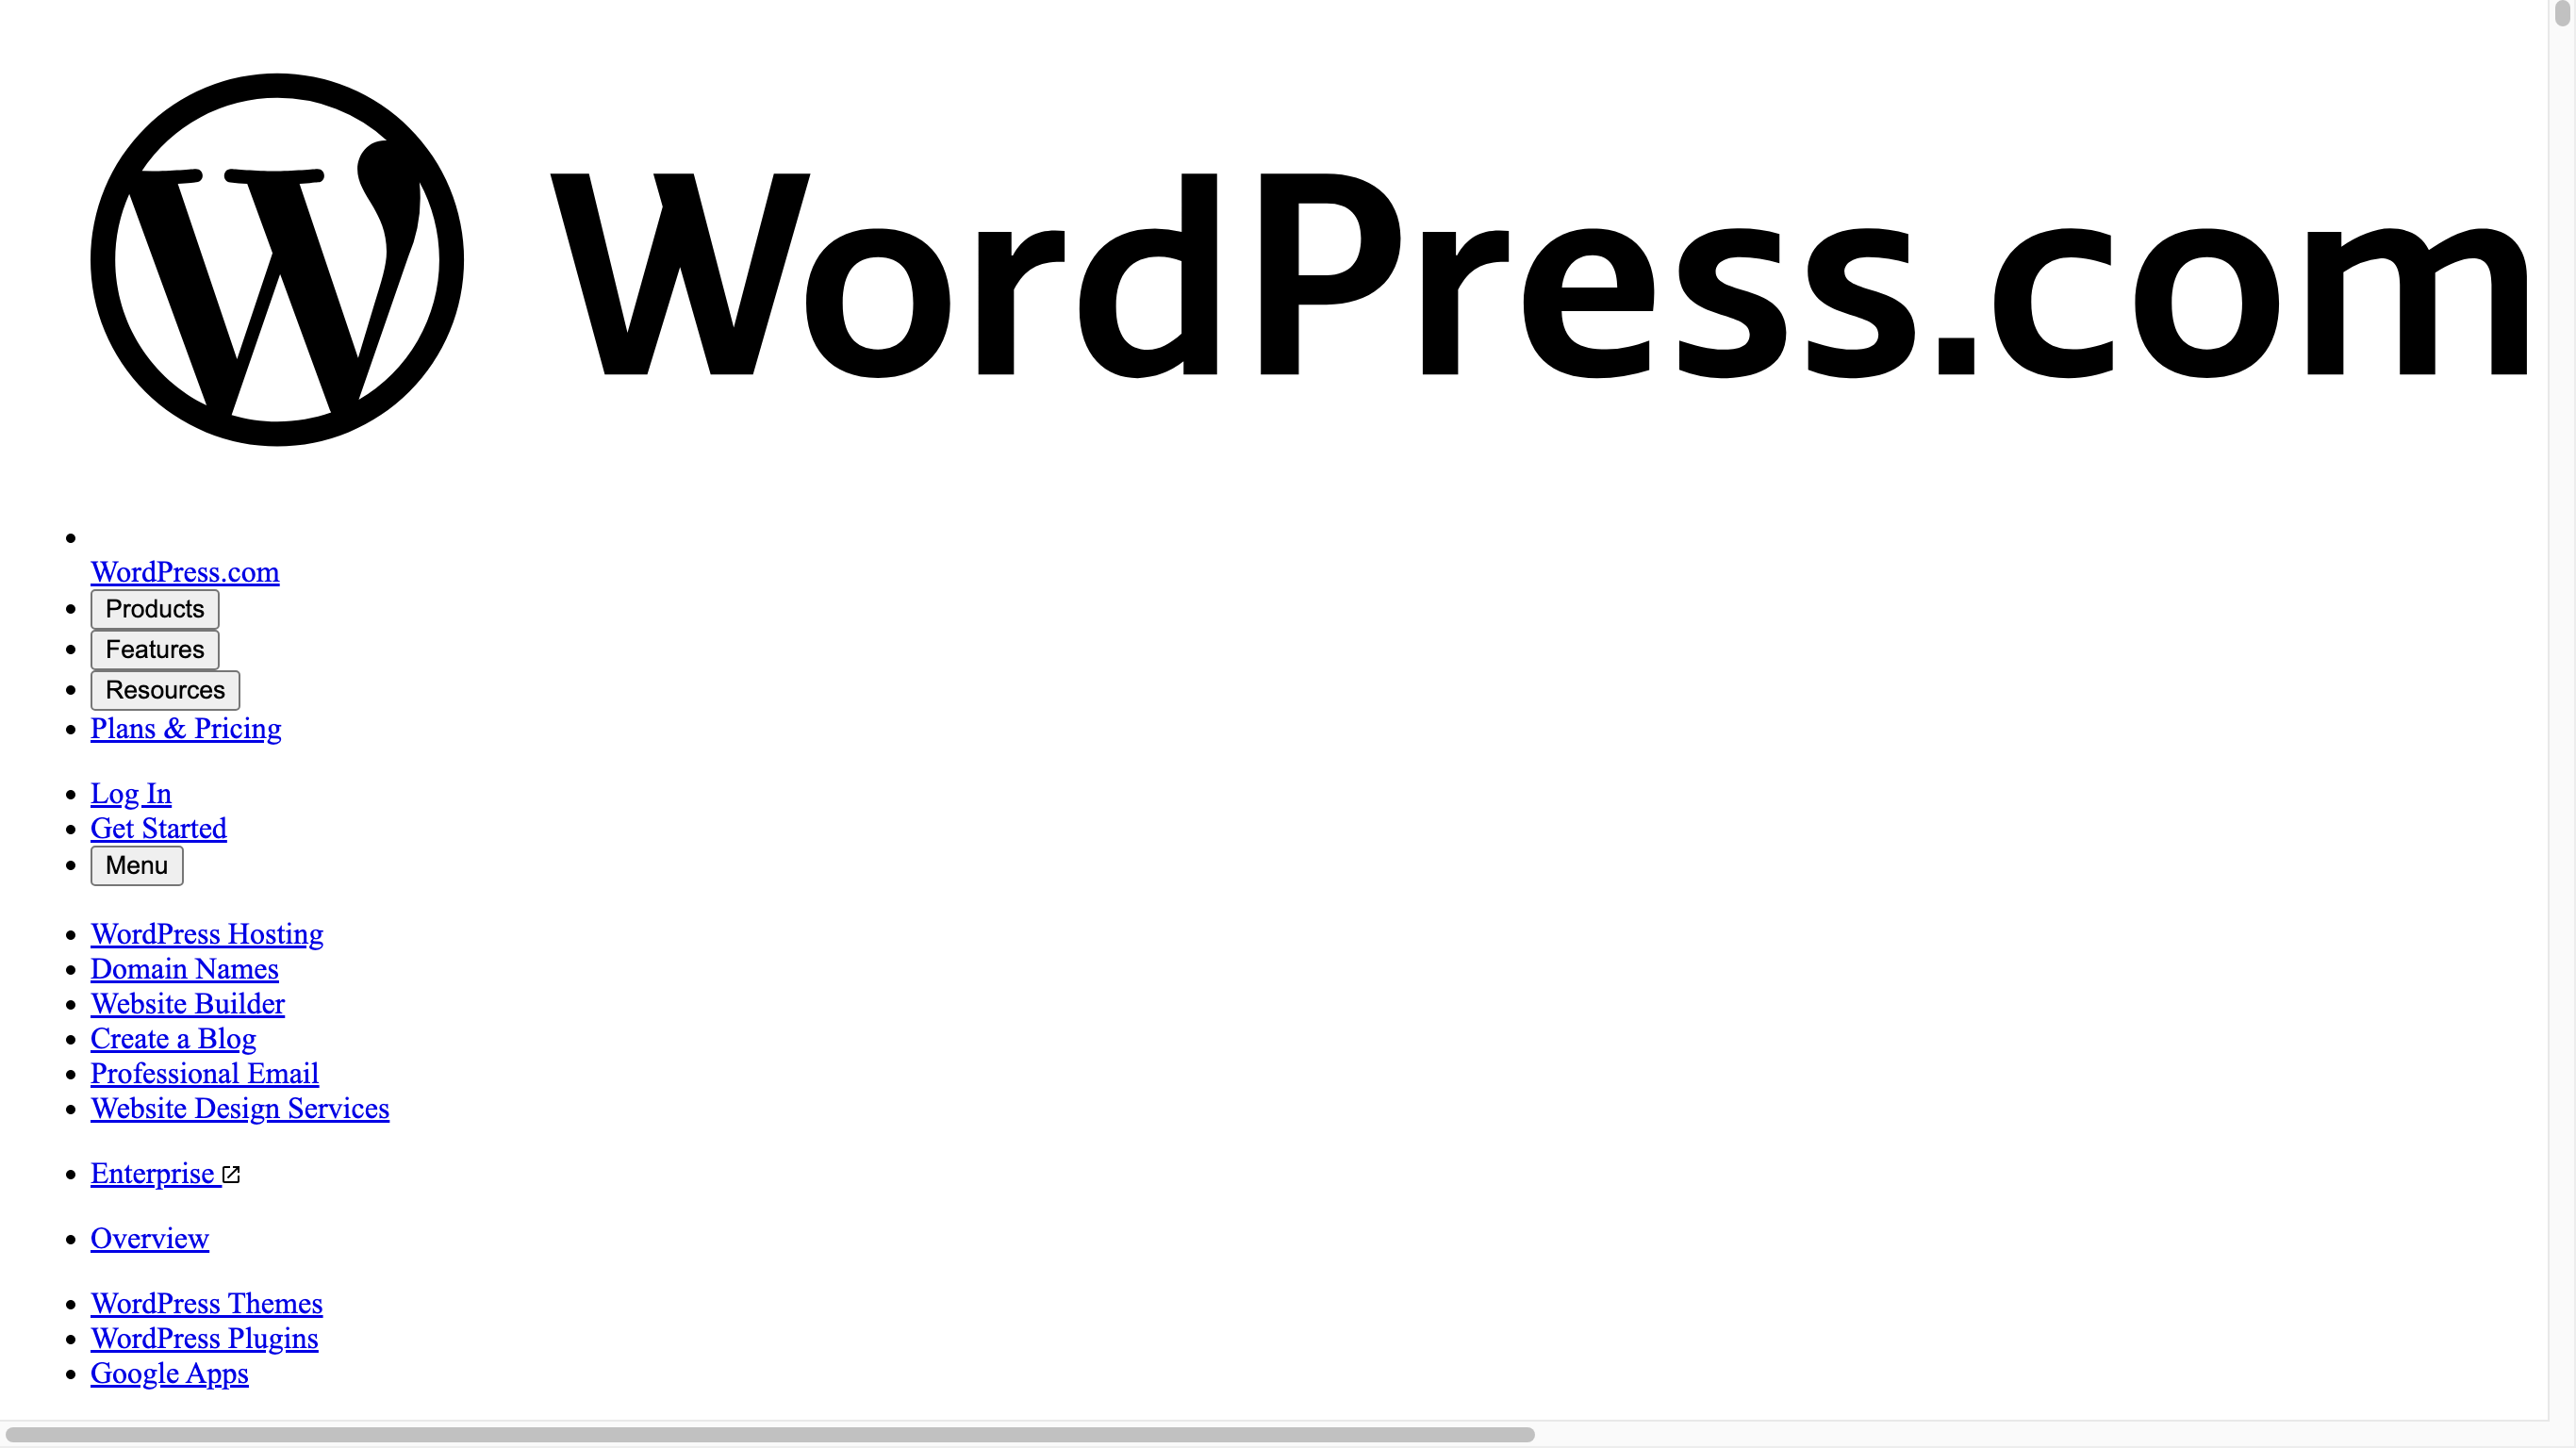 WordPress.com
WordPress.com
Products
Features
Resources
Plans & Pricing
Log In
Get Started
Menu
WordPress Hosting
Domain Names
Website Builder
Create a Blog
Professional Email
Website Design Services
Enterprise
Overview
WordPress Themes
WordPress Plugins
Google Apps